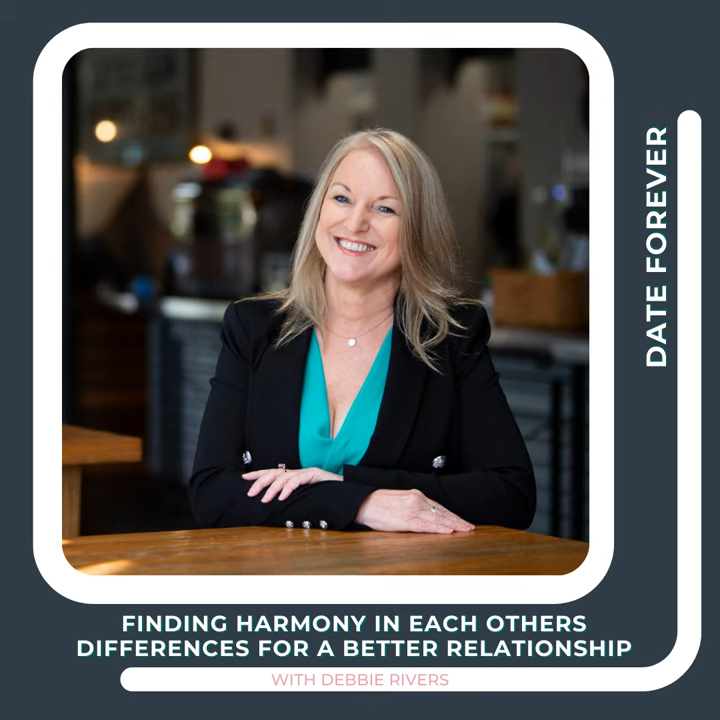 DATE FOREVER
FINDING HARMONY IN EACH OTHERS
DIFFERENCES FOR A BETTER RELATIONSHIP
WITH DEBBIE RIVERS